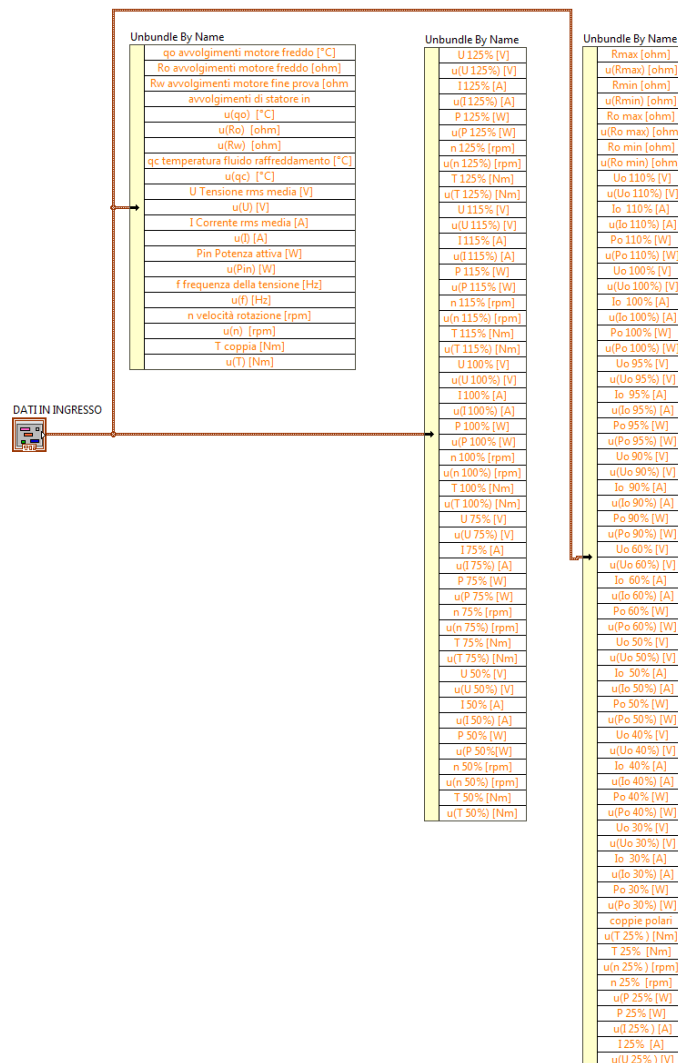 Unbundle By Name
qo avvolgimenti motore freddo [°C]
Ro avvolgimenti motore freddo [ohm]
Rw avvolgimenti motore fine prova [ohm
avvolgimenti di statore in
u(qo) [°C]
u(Ro) [ohm]
u(Rw) [ohm]
qc temperatura fluido raffreddamento [°C]
u(qc) [°C]
U Tensione rms media [V]
u(U) [V]
I Corrente rms media [A]
u(I) [A]
Pin Potenza attiva [W]
u(Pin) [W]
f frequenza della tensione [Hz]
u(f) [Hz]
n velocità rotazione [rpm]
u(n) [rpm]
T coppia [Nm]
u(T) [Nm]
DATI IN INGRESSO
Unbundle By Name
U 125% [V]
u(U 125%) [V]
I 125% [A]
u(I 125%) [A]
P 125% [W]
u(P 125% [W]
n 125% [rpm]
u(n 125%) [rpm]
T 125% [Nm]
u(T 125%) [Nm]
U 115% [V]
u(U 115%) [V]
I 115% [A]
u(I 115%) [A]
P 115% [W]
u(P 115% [W]
n 115% [rpm]
u(n 115%) [rpm]
T 115% [Nm]
u(T 115%) [Nm]
U 100% [V]
u(U 100%) [V]
I 100% [A]
u(I 100%) [A]
P 100% [W]
u(P 100% [W]
n 100% [rpm]
u(n 100%) [rpm]
T 100% [Nm]
u(T 100%) [Nm]
U 75% [V]
u(U 75%) [V]
I 75% [A]
u(I 75%) [A]
P 75% [W]
u(P 75% [W]
n 75% [rpm]
u(n 75%) [rpm]
T 75% [Nm]
u(T 75%) [Nm]
U 50% [V]
u(U 50%) [V]
I 50% [A]
u(I 50%) [A]
P 50% [W]
u(P 50%[W]
n 50% [rpm]
u(n 50%) [rpm]
T 50% [Nm]
u(T 50%) [Nm]
Unbundle By Name
Rmax [ohm]
u(Rmax) [ohm]
Rmin [ohm]
u(Rmin) [ohm]
Ro max [ohm]
u(Ro max) [ohm
Ro min [ohm]
u(Ro min) [ohm
Uo 110% [V]
u(Uo 110%) [V]
Io 110% [A]
u(Io 110%) [A]
Po 110% [W]
u(Po 110%) [W]
Uo 100% [V]
u(Uo 100%) [V]
Io 100% [A]
u(Io 100%) [A]
Po 100% [W]
u(Po 100%) [W]
Uo 95% [V]
u(Uo 95%) [V]
Io 95% [A]
u(Io 95%) [A]
Po 95% [W]
u(Po 95%) [W]
Uo 90% [V]
u(Uo 90%) [V]
Io 90% [A]
u(Io 90%) [A]
Po 90% [W]
u(Po 90%) [W]
Uo 60% [V]
u(Uo 60%) [V]
Io 60% [A]
u(Io 60%) [A]
Po 60% [W]
u(Po 60%) [W]
Uo 50% [V]
u(Uo 50%) [V]
Io 50% [A]
u(Io 50%) [A]
Po 50% [W]
u(Po 50%) [W]
Uo 40% [V]
u(Uo 40%) [V]
Io 40% [A]
u(Io 40%) [A]
Po 40% [W]
u(Po 40%) [W]
Uo 30% [V]
u(Uo 30%) [V]
Io 30% [A]
u(Io 30%) [A]
Po 30% [W]
u(Po 30%) [W]
coppie polari
u(T 25% ) [Nm]
T 25% [Nm]
u(n 25% ) [rpm]
n 25% [rpm]
u(P 25% [W]
P 25% [W]
u(I 25% ) [A]
I 25% [A]
u(U 25% ) [V]